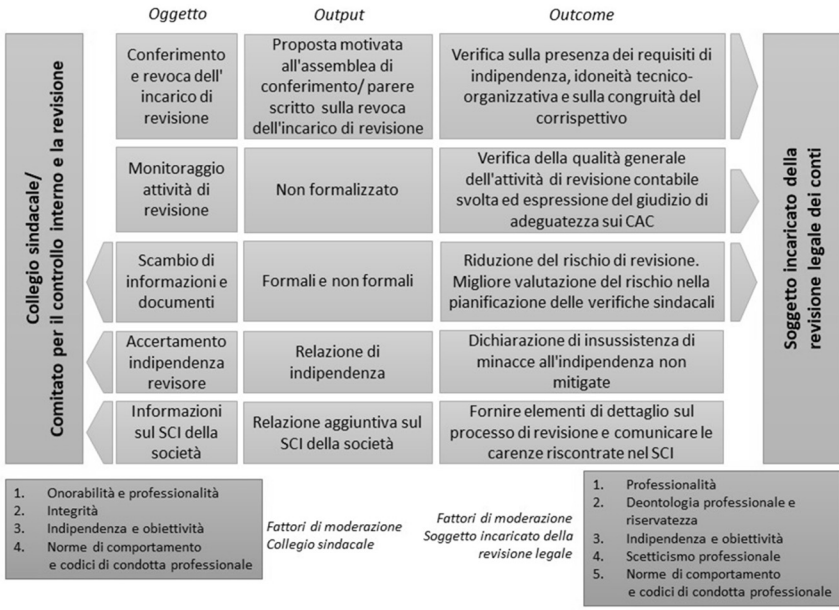 Oggetto
Output
Outcome
Collegio sindacale/
Comitato per il controllo interno e la revisione
Conferimento
e revoca dell'
incarico di
revisione
Proposta motivata
all'assemblea di
conferimento/ parere
scritto sulla revoca
dell'incarico di revisione
Verifica sulla presenza dei requisiti di
indipendenza, idoneità tecnico-
organizzativa e sulla congruità del
corrispettivo
Monitoraggio
attività di
revisione
Non formalizzato
Verifica della qualità generale
dell'attività di revisione contabile
svolta ed espressione del giudizio di
adeguatezza sui CAC
Scambio di
informazioni e
documenti
Formali e non formali
Riduzione del rischio di revisione.
Migliore valutazione del rischio nella
pianificazione delle verifiche sindacali
Accertamento
indipendenza
revisore
Relazione di
indipendenza
Dichiarazione di insussistenza di
minacce all'indipendenza non
mitigate
Informazioni
sul SCI della
società
Relazione aggiuntiva sul
SCI della società
Fornire elementi di dettaglio sul
processo di revisione e comunicare le
carenze riscontrate nel SCI
Soggetto incaricato della
revisione legale dei conti
1. Onorabilità e professionalità
2. Integrità
3. Indipendenza e obiettività
4. Norme di comportamento
e codici di condotta professionale
Fattori di moderazione
Collegio sindacale
Fattori di moderazione
Soggetto incaricato della
revisione legale
1. Professionalità
2. Deontologia professionale e
riservatezza
3. Indipendenza e obiettività
4. Scetticismo professionale
5. Norme di comportamento
e codici di condotta professionale